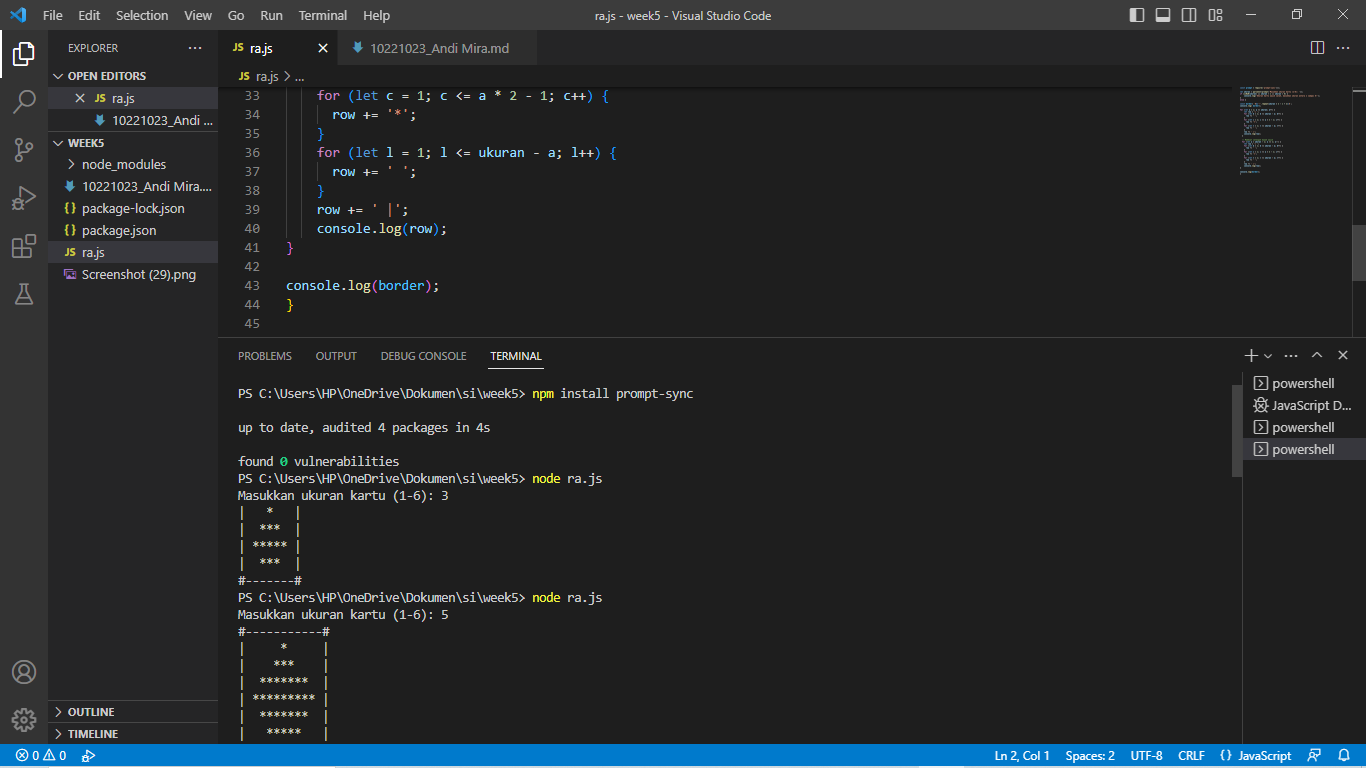 File Edit Selection View Go Run Terminal Help
ra.js - week5 - Visual Studio Code
EXPLORER
OPEN EDITORS
JS ra.js
10221023_Andi ...
WEEK5
node_modules
10221023_Andi Mira....
{} package-lock.json
{} package.json
JS ra.js
Screenshot (29).png
OUTLINE
TIMELINE
JS ra.js
10221023_Andi Mira.md
JS ra.js > ...
33 for (let c = 1; c <= a * 2 - 1; c++) {
34 row += '*';
35 }
36 for (let l = 1; l <= ukuran - a; l++) {
37 row += ' ';
38 }
39 row += ' |';
40 console.log(row);
41 }
42
43 console.log(border);
44 }
45
PROBLEMS OUTPUT DEBUG CONSOLE TERMINAL
PS C:\Users\HP\OneDrive\Dokumen\si\week5> npm install prompt-sync
up to date, audited 4 packages in 4s
found 0 vulnerabilities
PS C:\Users\HP\OneDrive\Dokumen\si\week5> node ra.js
Masukkan ukuran kartu (1-6): 3
|   *   |
|  ***  |
| ***** |
|  ***  |
#-------#
PS C:\Users\HP\OneDrive\Dokumen\si\week5> node ra.js
Masukkan ukuran kartu (1-6): 5
#-----------#
|     *     |
|    ***    |
|  *******  |
| ********* |
|  *******  |
|   *****   |
powershell
JavaScript D...
powershell
powershell
0 0
Ln 2, Col 1 Spaces: 2 UTF-8 CRLF {} JavaScript